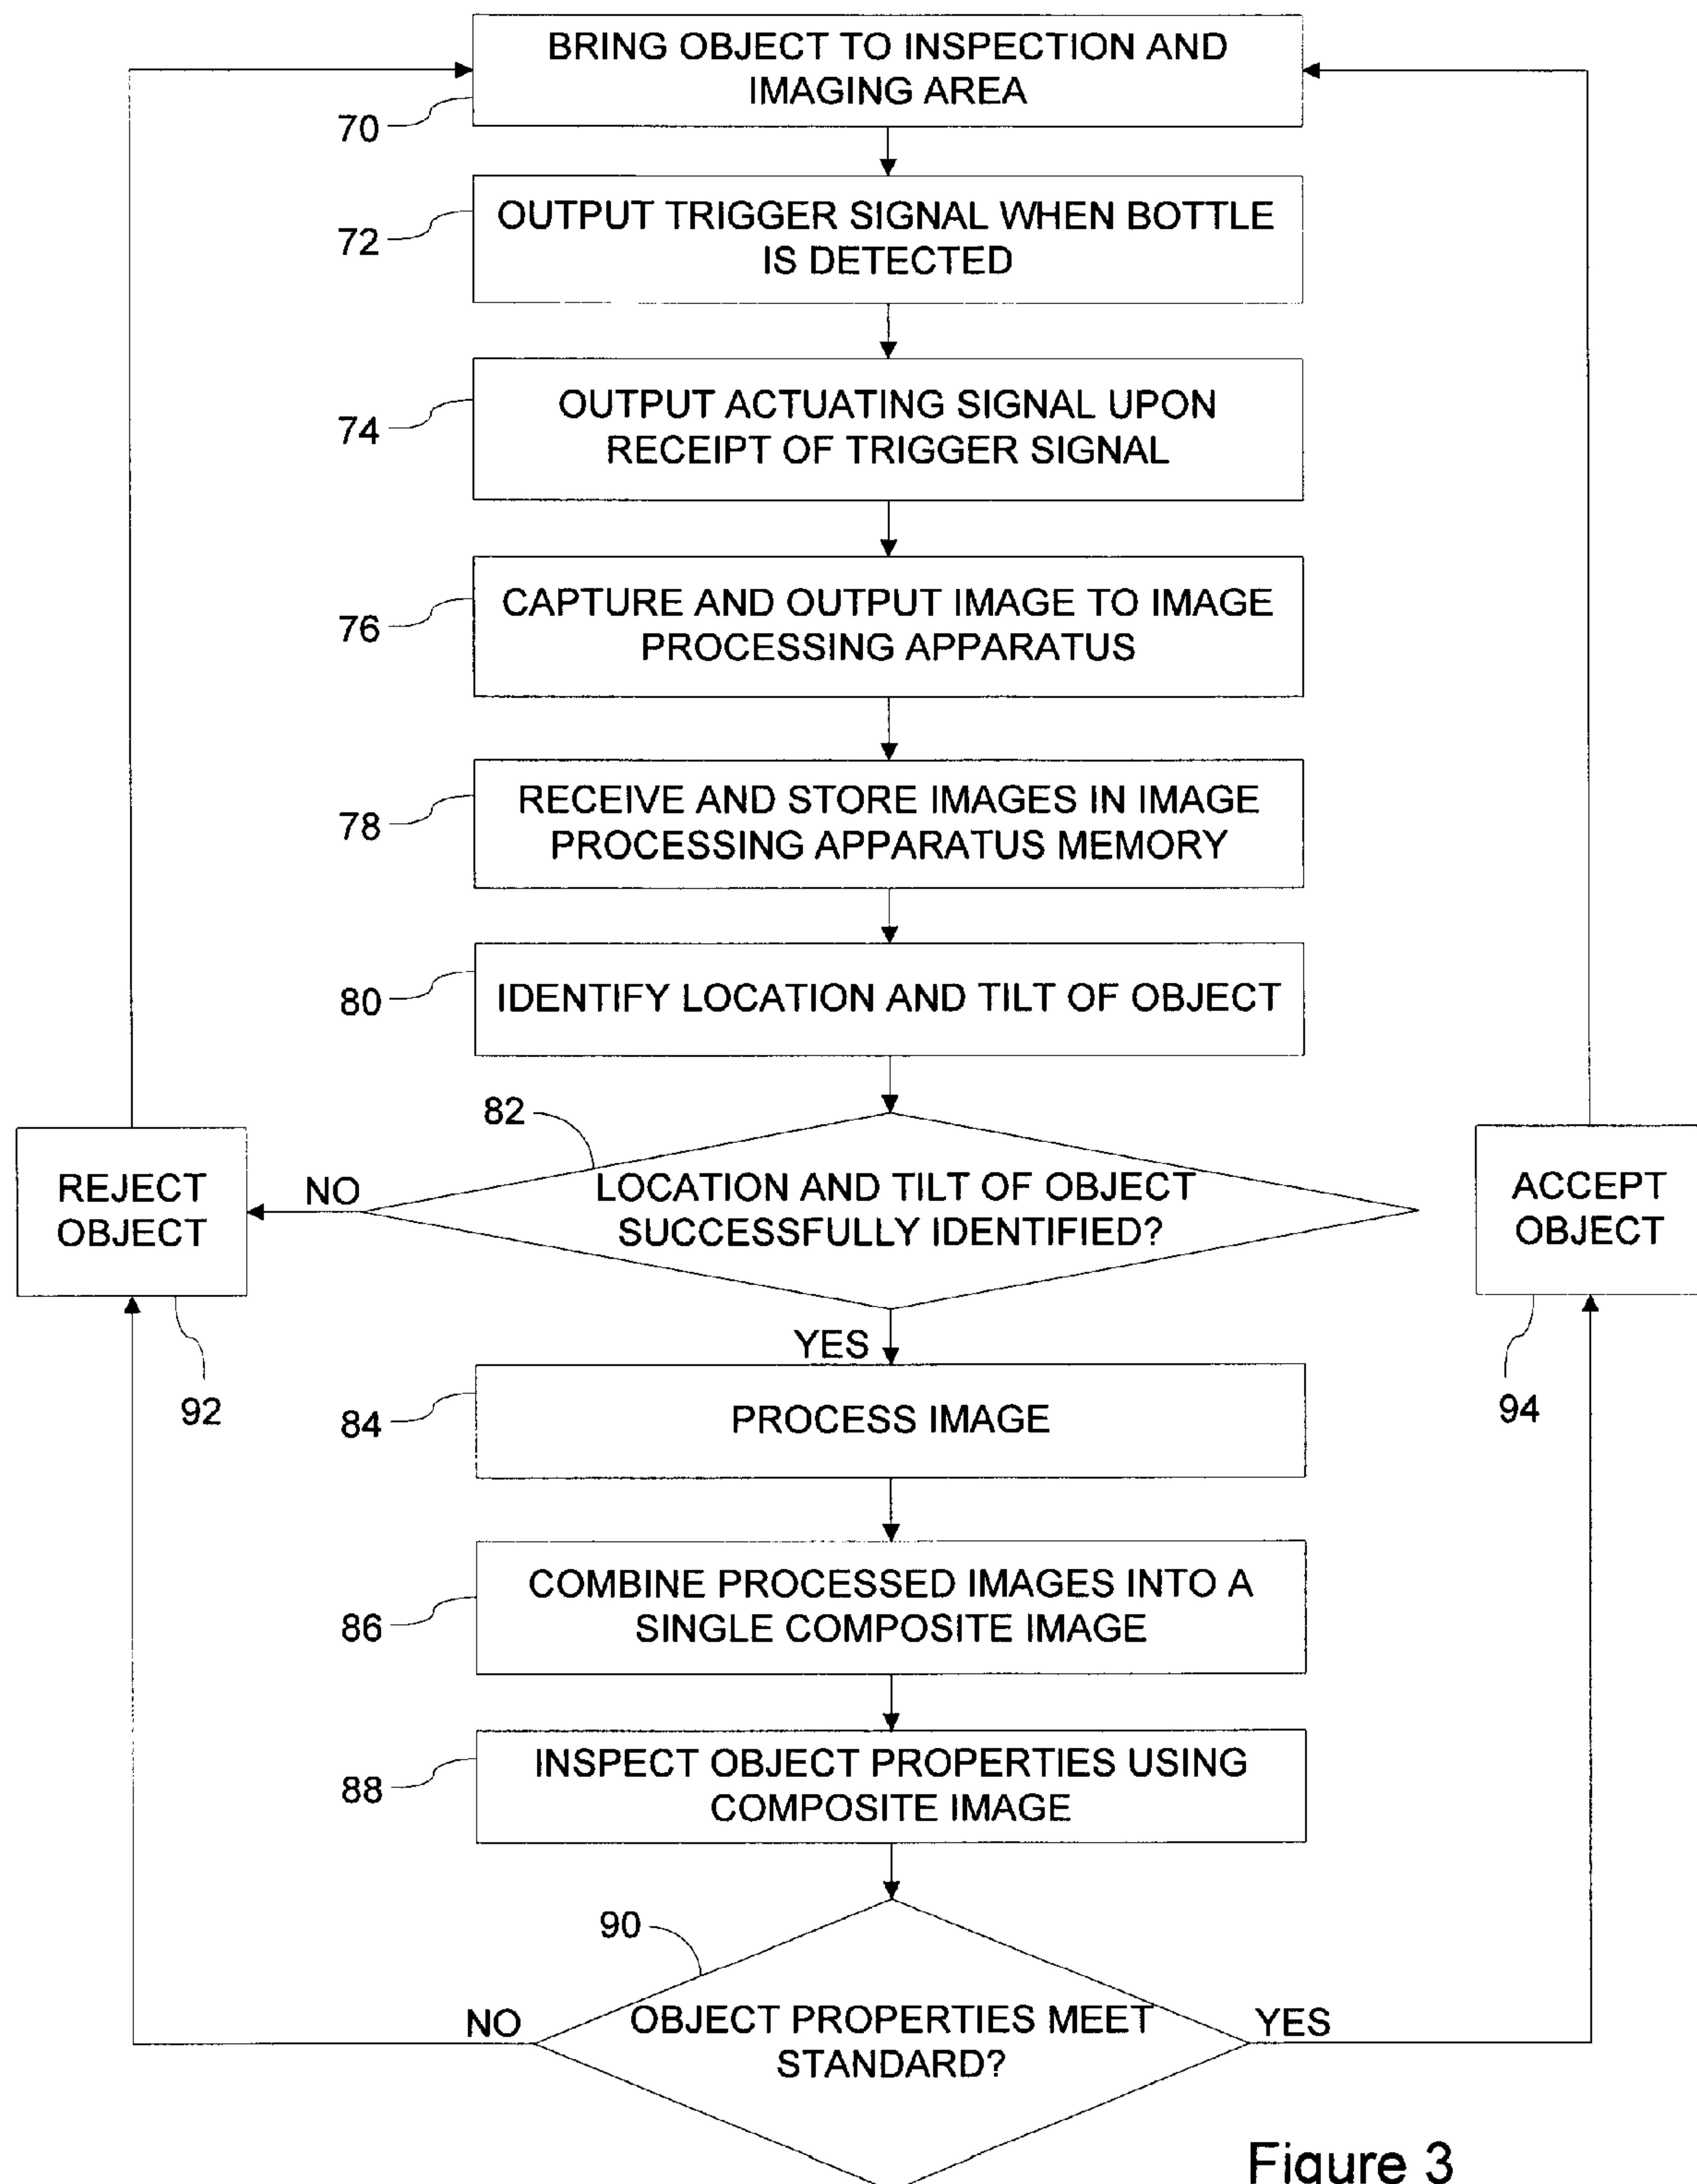 BRING OBJECT TO INSPECTION AND
IMAGING AREA
70
OUTPUT TRIGGER SIGNAL WHEN BOTTLE
IS DETECTED
72
OUTPUT ACTUATING SIGNAL UPON
RECEIPT OF TRIGGER SIGNAL
74
CAPTURE AND OUTPUT IMAGE TO IMAGE
PROCESSING APPARATUS
76
RECEIVE AND STORE IMAGES IN IMAGE
PROCESSING APPARATUS MEMORY
78
IDENTIFY LOCATION AND TILT OF OBJECT
80
82
LOCATION AND TILT OF OBJECT
SUCCESSFULLY IDENTIFIED?
NO
REJECT
OBJECT
92
ACCEPT
OBJECT
94
YES
PROCESS IMAGE
84
COMBINE PROCESSED IMAGES INTO A
SINGLE COMPOSITE IMAGE
86
INSPECT OBJECT PROPERTIES USING
COMPOSITE IMAGE
88
90
OBJECT PROPERTIES MEET
STANDARD?
NO
YES
Figure 3